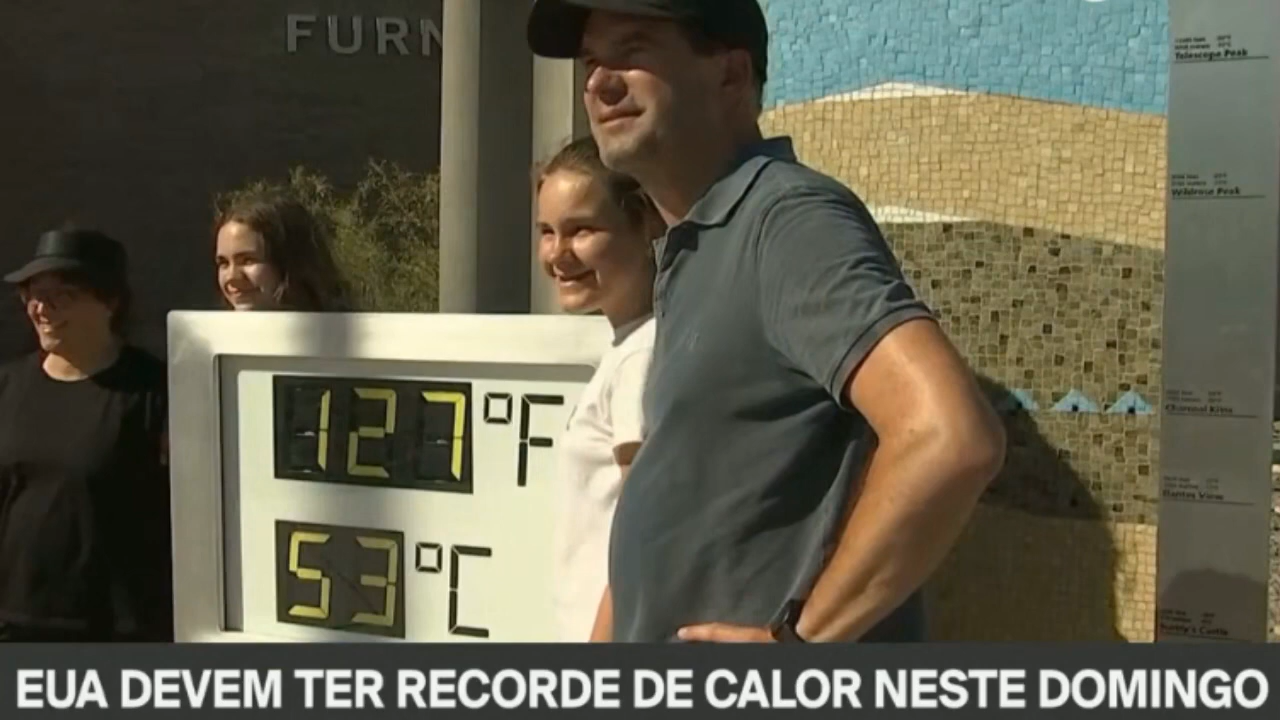 FURN
Telescope Peak
Wildrose Peak
127°F
Charcoal Kilns
53°C
Dantes View
EUA DEVEM TER RECORDE DE CALOR NESTE DOMINGO